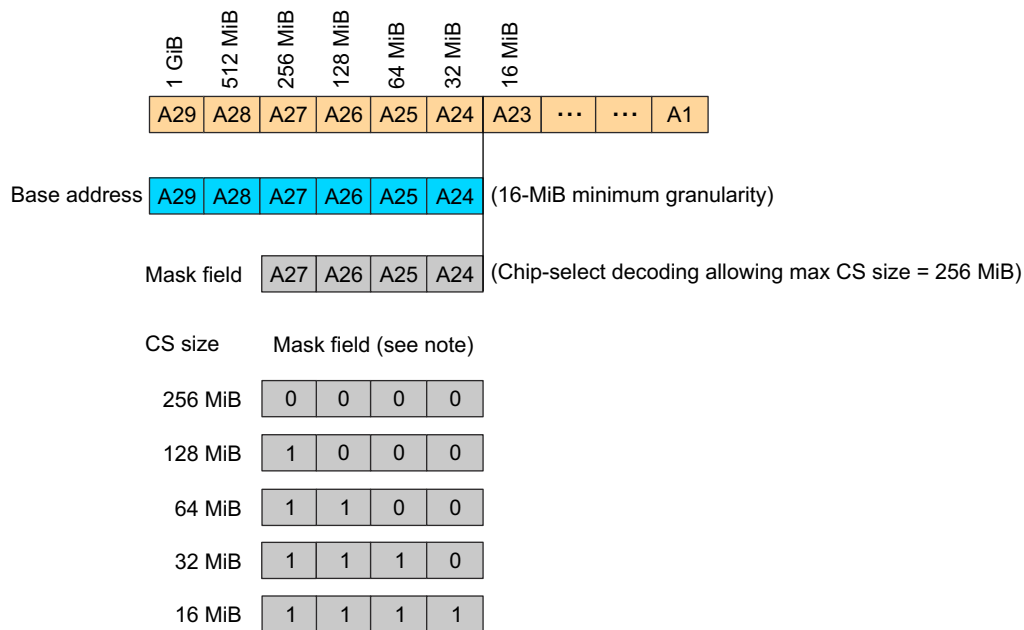 1 GiB 512 MiB 256 MiB 128 MiB 64 MiB 32 MiB 16 MiB
A29 A28 A27 A26 A25 A24 A23 ... ... A1
Base address A29 A28 A27 A26 A25 A24 (16-MiB minimum granularity)
Mask field A27 A26 A25 A24 (Chip-select decoding allowing max CS size = 256 MiB)
CS size Mask field (see note)
256 MiB 0 0 0 0
128 MiB 1 0 0 0
64 MiB 1 1 0 0
32 MiB 1 1 1 0
16 MiB 1 1 1 1